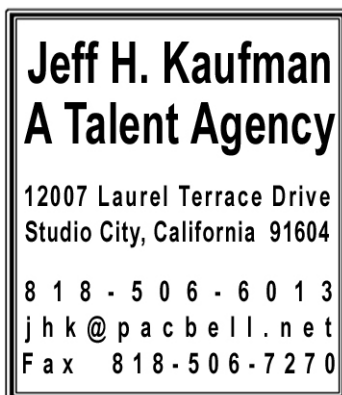 Jeff H. Kaufman
A Talent Agency
12007 Laurel Terrace Drive
Studio City, California 91604
818-506-6013
jhk@pacbell.net
Fax 818-506-7270